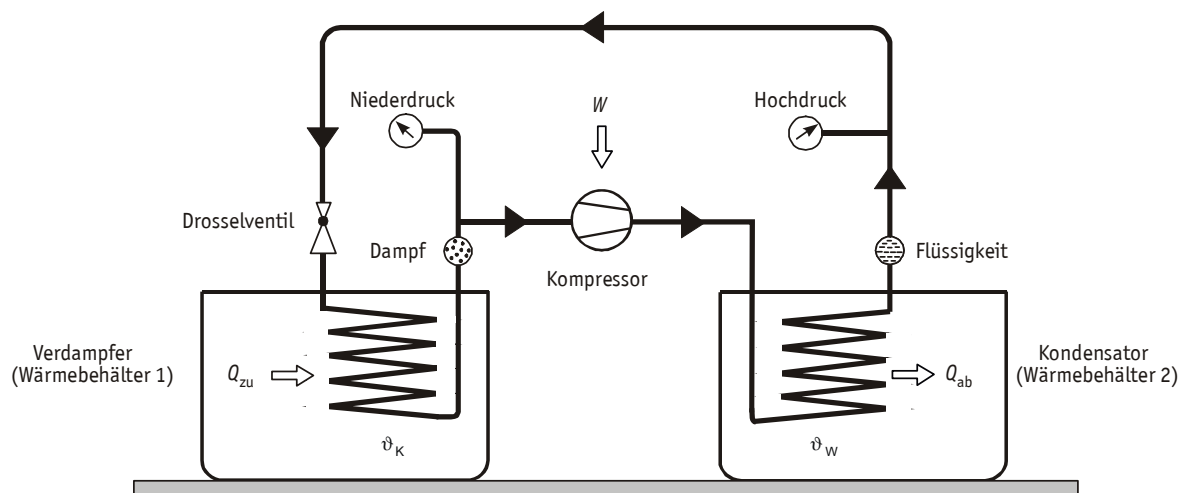 Niederdruck
W
Hochdruck
Drosselventil
Dampf
Kompressor
Flüssigkeit
Verdampfer
(Wärmebehälter 1)
Qzu
ϑK
Kondensator
(Wärmebehälter 2)
Qab
ϑW